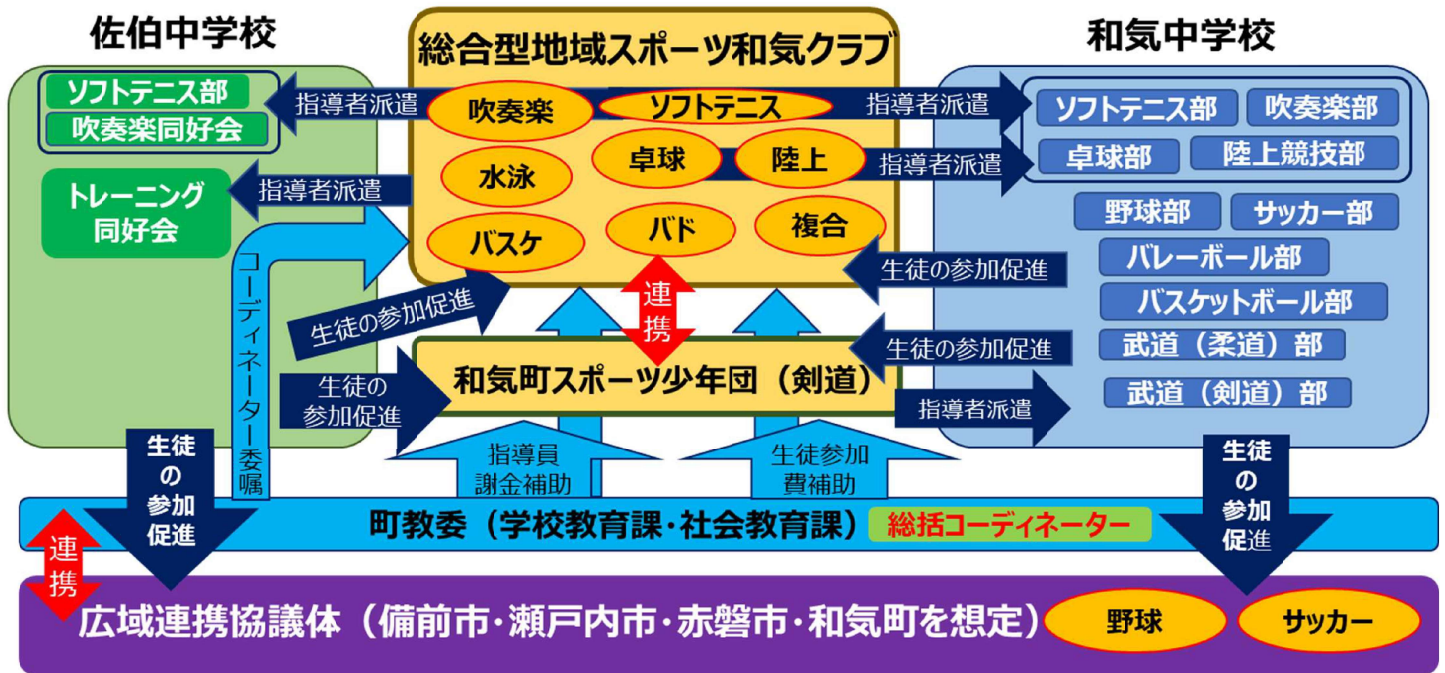 佐伯中学校
ソフトテニス部
吹奏楽同好会
トレーニング
同好会
指導者派遣
指導者派遣
コーディネーター委嘱
総合型地域スポーツ和気クラブ
吹奏楽
ソフトテニス
水泳
卓球
陸上
バスケ
バド
複合
連携
和気町スポーツ少年団（剣道）
生徒の参加促進
生徒の
参加促進
和気中学校
指導者派遣
指導者派遣
ソフトテニス部
吹奏楽部
卓球部
陸上競技部
野球部
サッカー部
バレーボール部
バスケットボール部
武道（柔道）部
武道（剣道）部
生徒の参加促進
生徒の参加促進
指導者派遣
指導員
謝金補助
生徒参加
費補助
生徒
の
参加
促進
生徒
の
参加
促進
町教委（学校教育課・社会教育課）
総括コーディネーター
連携
広域連携協議体（備前市・瀬戸内市・赤磐市・和気町を想定）
野球
サッカー